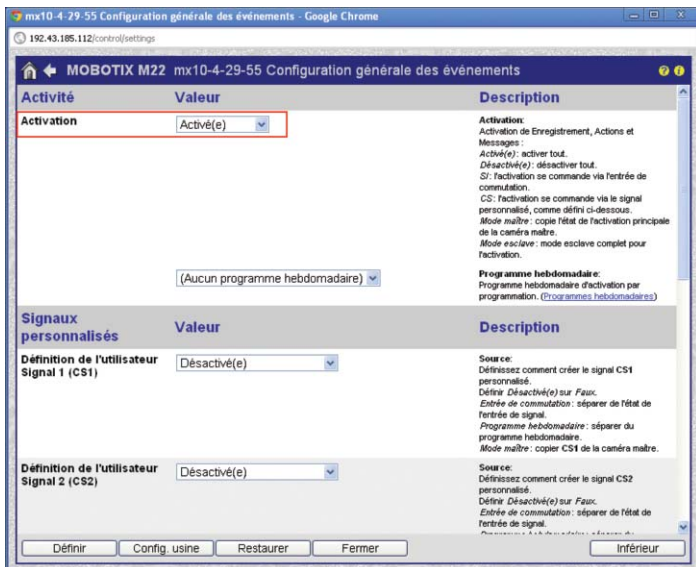 mx10-4-29-55 Configuration générale des événements - Google Chrome
192.43.185.112/control/settings
MOBOTIX M22 mx10-4-29-55 Configuration générale des événements
Activité Valeur Description
Activation
Activé(e)
Activation:
Activation de Enregistrement, Actions et
Messages :
Activé(e): activer tout.
Désactivé(e): désactiver tout.
SI: l'activation se commande via l'entrée de
commutation.
CS: l'activation se commande via le signal
personnalisé, comme défini ci-dessous.
Mode maître: copie l'état de l'activation principale
de la caméra maître.
Mode esclave: mode esclave complet pour
l'activation.
(Aucun programme hebdomadaire)
Programme hebdomadaire:
Programme hebdomadaire d'activation par
programmation. (Programmes hebdomadaires)
Signaux
personnalisés
Valeur Description
Définition de l'utilisateur
Signal 1 (CS1)
Désactivé(e)
Source:
Définissez comment créer le signal CS1
personnalisé.
Définir Désactivé(e) sur Faux.
Entrée de commutation: séparer de l'état de
l'entrée de signal.
Programme hebdomadaire: séparer du
programme hebdomadaire.
Mode maître: copier CS1 de la caméra maître.
Définition de l'utilisateur
Signal 2 (CS2)
Désactivé(e)
Source:
Définissez comment créer le signal CS2
personnalisé.
Définir Désactivé(e) sur Faux.
Entrée de commutation: séparer de l'état de
l'entrée de signal.
Définir Config. usine Restaurer Fermer Inférieur